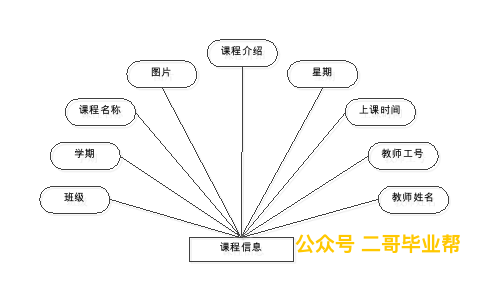 课程介绍
图片
星期
课程名称
上课时间
学期
教师工号
班级
教师姓名
课程信息
公众号 二哥毕业帮